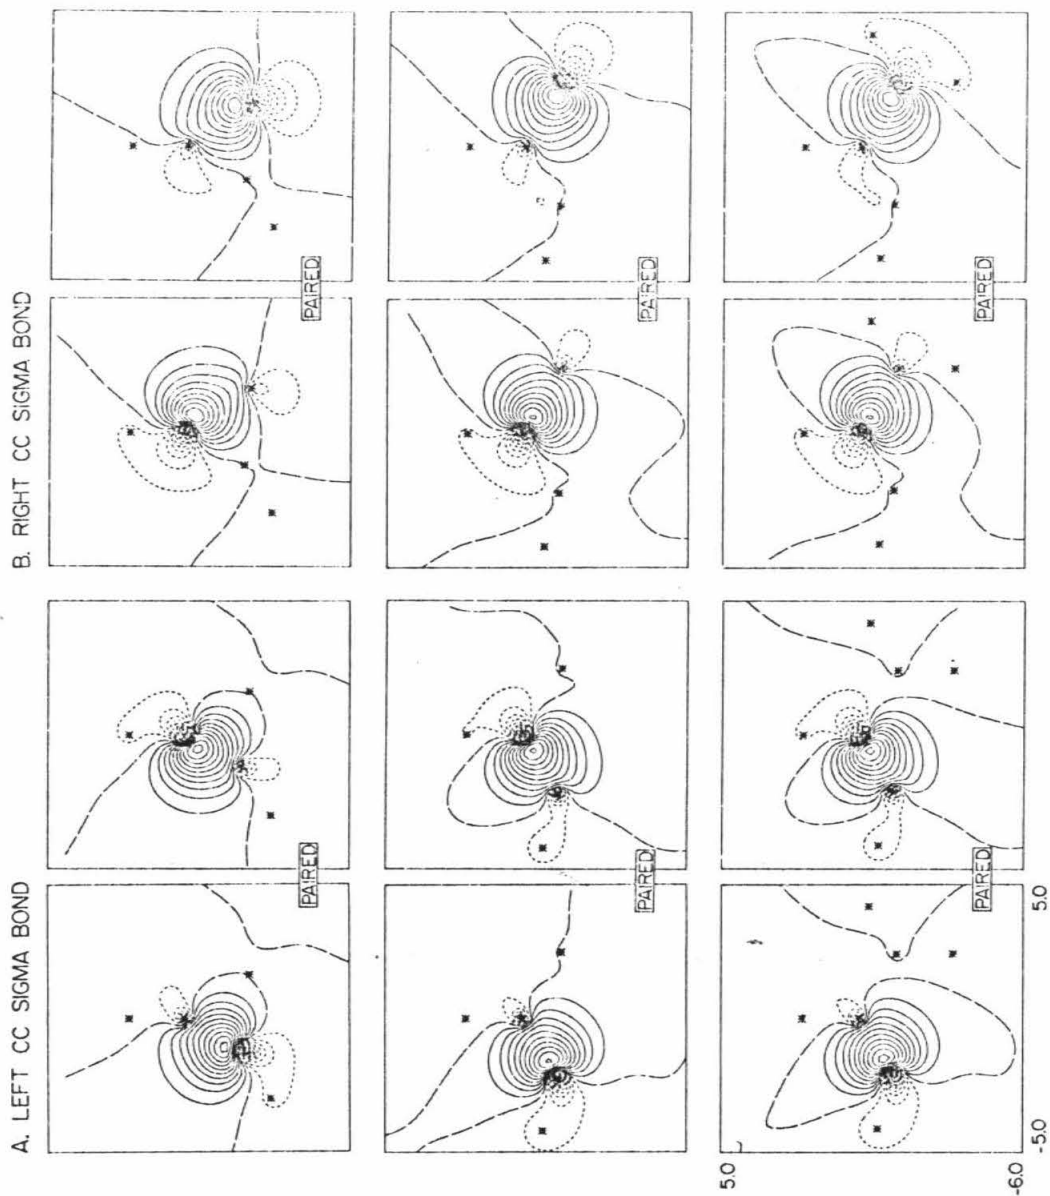 A. LEFT CC SIGMA BOND
B. RIGHT CC SIGMA BOND
PAIRED
PAIRED
PAIRED
PAIRED
PAIRED
PAIRED
5.0
-6.0
-5.0
5.0